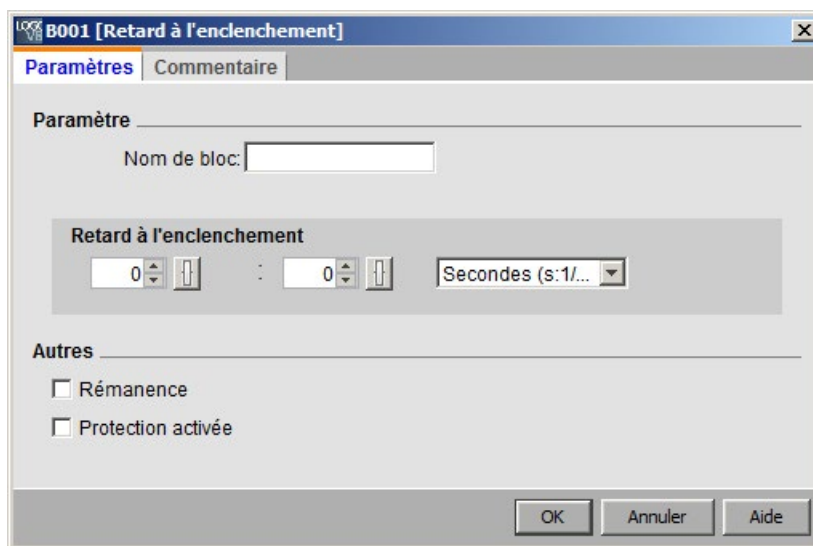 B001 [Retard à l'enclenchement]
Paramètres Commentaire
Paramètre
Nom de bloc:
Retard à l'enclenchement
0 : 0 Secondes (s:1/...
Autres
Rémanence
Protection activée
OK Annuler Aide